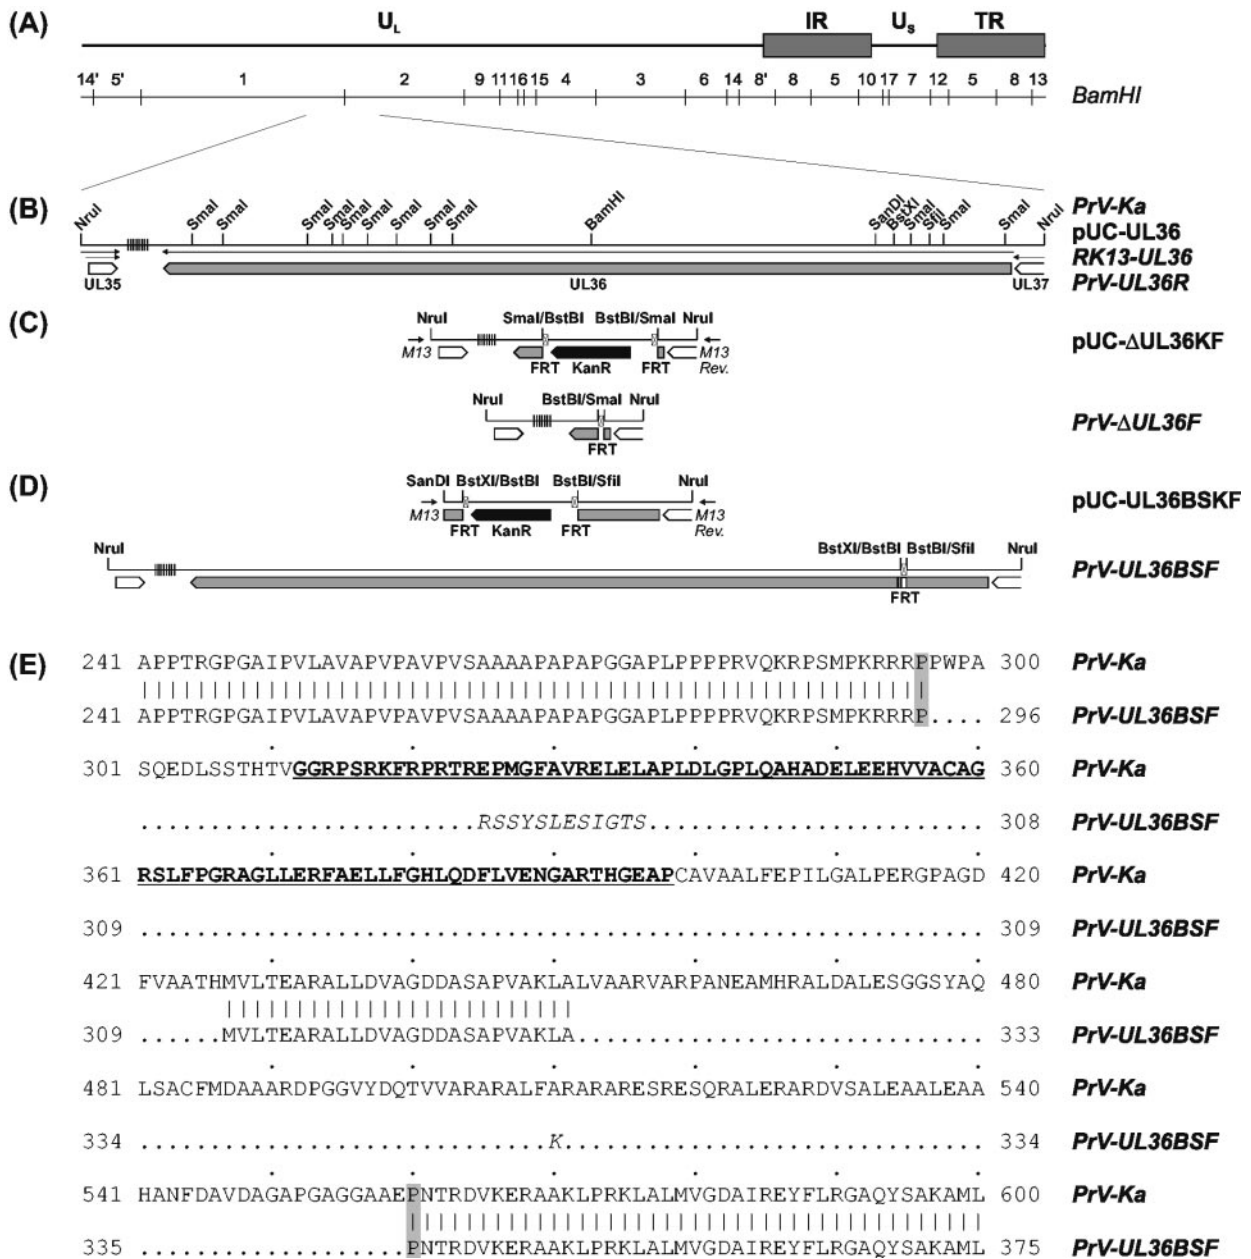 (A) U_L IR U_S TR
14' 5' 1 2 9 11 16 15 4 3 6 14 8' 8 5 10 17 7 12 5 8 13 BamHI
(B) NruI SmaI SmaI SmaI SmaI SmaI SmaI SmaI SmaI SmaI BamHI SanDI BstXI SmaI SfiI SmaI SmaI NruI PrV-Ka
pUC-UL36
RK13-UL36
UL35 UL36 UL37 PrV-UL36R
(C) NruI SmaI/BstBI BstBI/SmaI NruI
M13 FRT KanR FRT M13 Rev. pUC-ΔUL36KF
NruI BstBI/SmaI NruI
FRT PrV-ΔUL36F
(D) SanDI BstXI/BstBI BstBI/SfiI NruI
M13 FRT KanR FRT M13 Rev. pUC-UL36BSKF
NruI BstXI/BstBI BstBI/SfiI NruI
FRT PrV-UL36BSF
(E) 241 APPTRGPGAIPVLAVAPVPAVPVSAAAAPAPAPGGAPLPPPPRVQKRPSMPKRRRPPWPA 300 PrV-Ka
241 APPTRGPGAIPVLAVAPVPAVPVSAAAAPAPAPGGAPLPPPPRVQKRPSMPKRRRP.... 296 PrV-UL36BSF
301 SQEDLSSTHTVGGRPSRKFRPRTREPMGFAVRELELAPLDLGPLQAHADELEEHVVACAG 360 PrV-Ka
........................RSSYSLESIGTS........................ 308 PrV-UL36BSF
361 RSLFPGRAGLLERFAELLFGHLQDFLVENGARTHGEAPCAVAALFEPILGALPERGPAGD 420 PrV-Ka
309 ............................................................ 309 PrV-UL36BSF
421 FVAATHMVLTEARALLDVAGDDASAPVAKLALVAARVARPANEAMHRALDALESGGSYAQ 480 PrV-Ka
309 ......MVLTEARALLDVAGDDASAPVAKLA............................. 333 PrV-UL36BSF
481 LSACFMDAAARDPGGVYDQTVVARARALFARARARESRESQRALERARDVSALEAALEAA 540 PrV-Ka
334 .............................K.............................. 334 PrV-UL36BSF
541 HANFDAVDAGAPGAGGAAEPNTRDVKERAAKLPRKLALMVGDAIREYFLRGAQYSAKAML 600 PrV-Ka
335 ...................PNTRDVKERAAKLPRKLALMVGDAIREYFLRGAQYSAKAML 375 PrV-UL36BSF